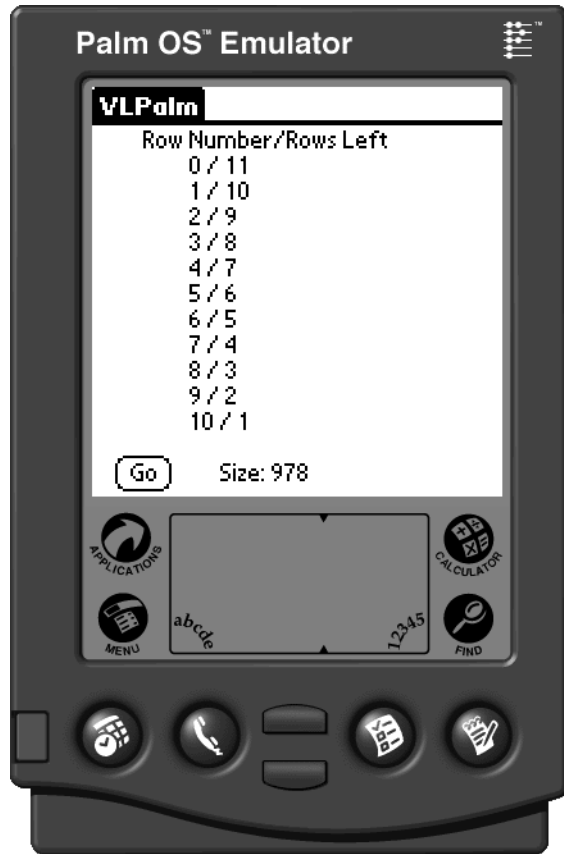 Palm OS™ Emulator
™
VLPalm
Row Number/Rows Left
0 / 11
1 / 10
2 / 9
3 / 8
4 / 7
5 / 6
6 / 5
7 / 4
8 / 3
9 / 2
10 / 1
Go Size: 978
APPLICATIONS
CALCULATOR
abcde
12345
MENU
FIND